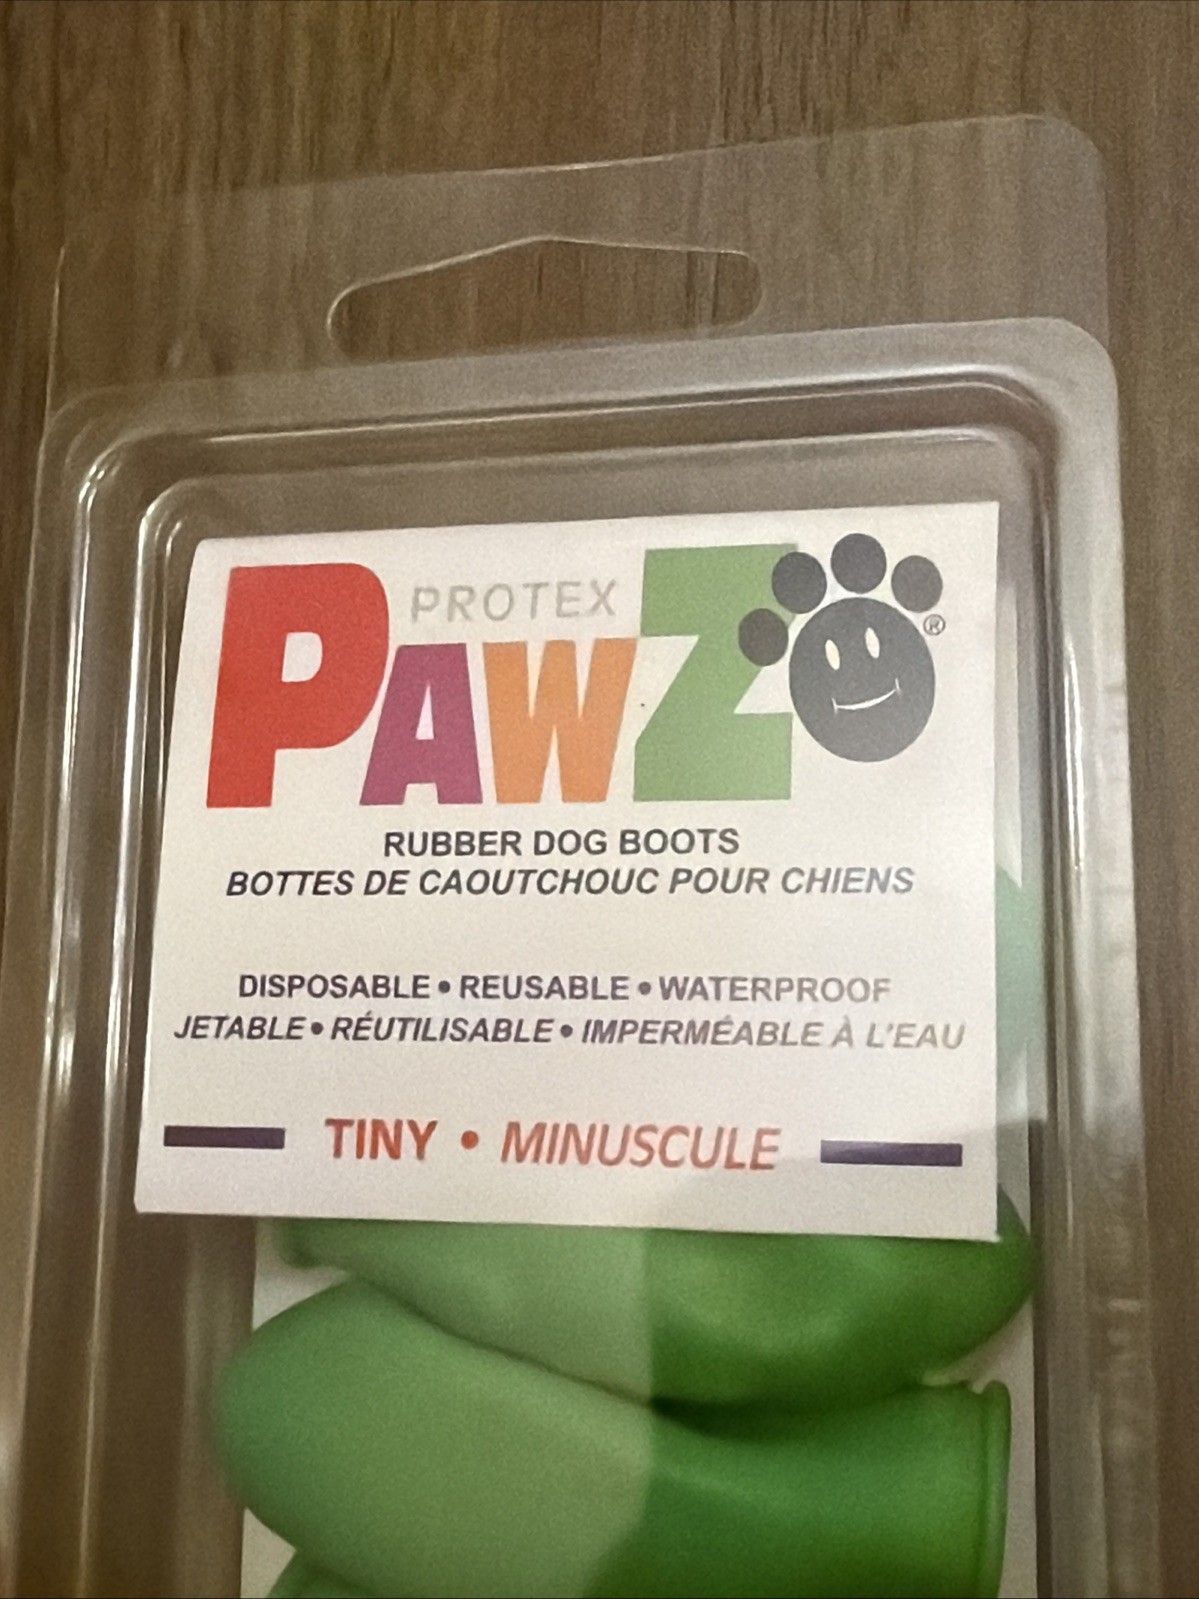 PROTEX
PAWZ®
RUBBER DOG BOOTS
BOTTES DE CAOUTCHOUC POUR CHIENS
DISPOSABLE • REUSABLE • WATERPROOF
JETABLE • RÉUTILISABLE • IMPERMÉABLE À L'EAU
TINY • MINUSCULE